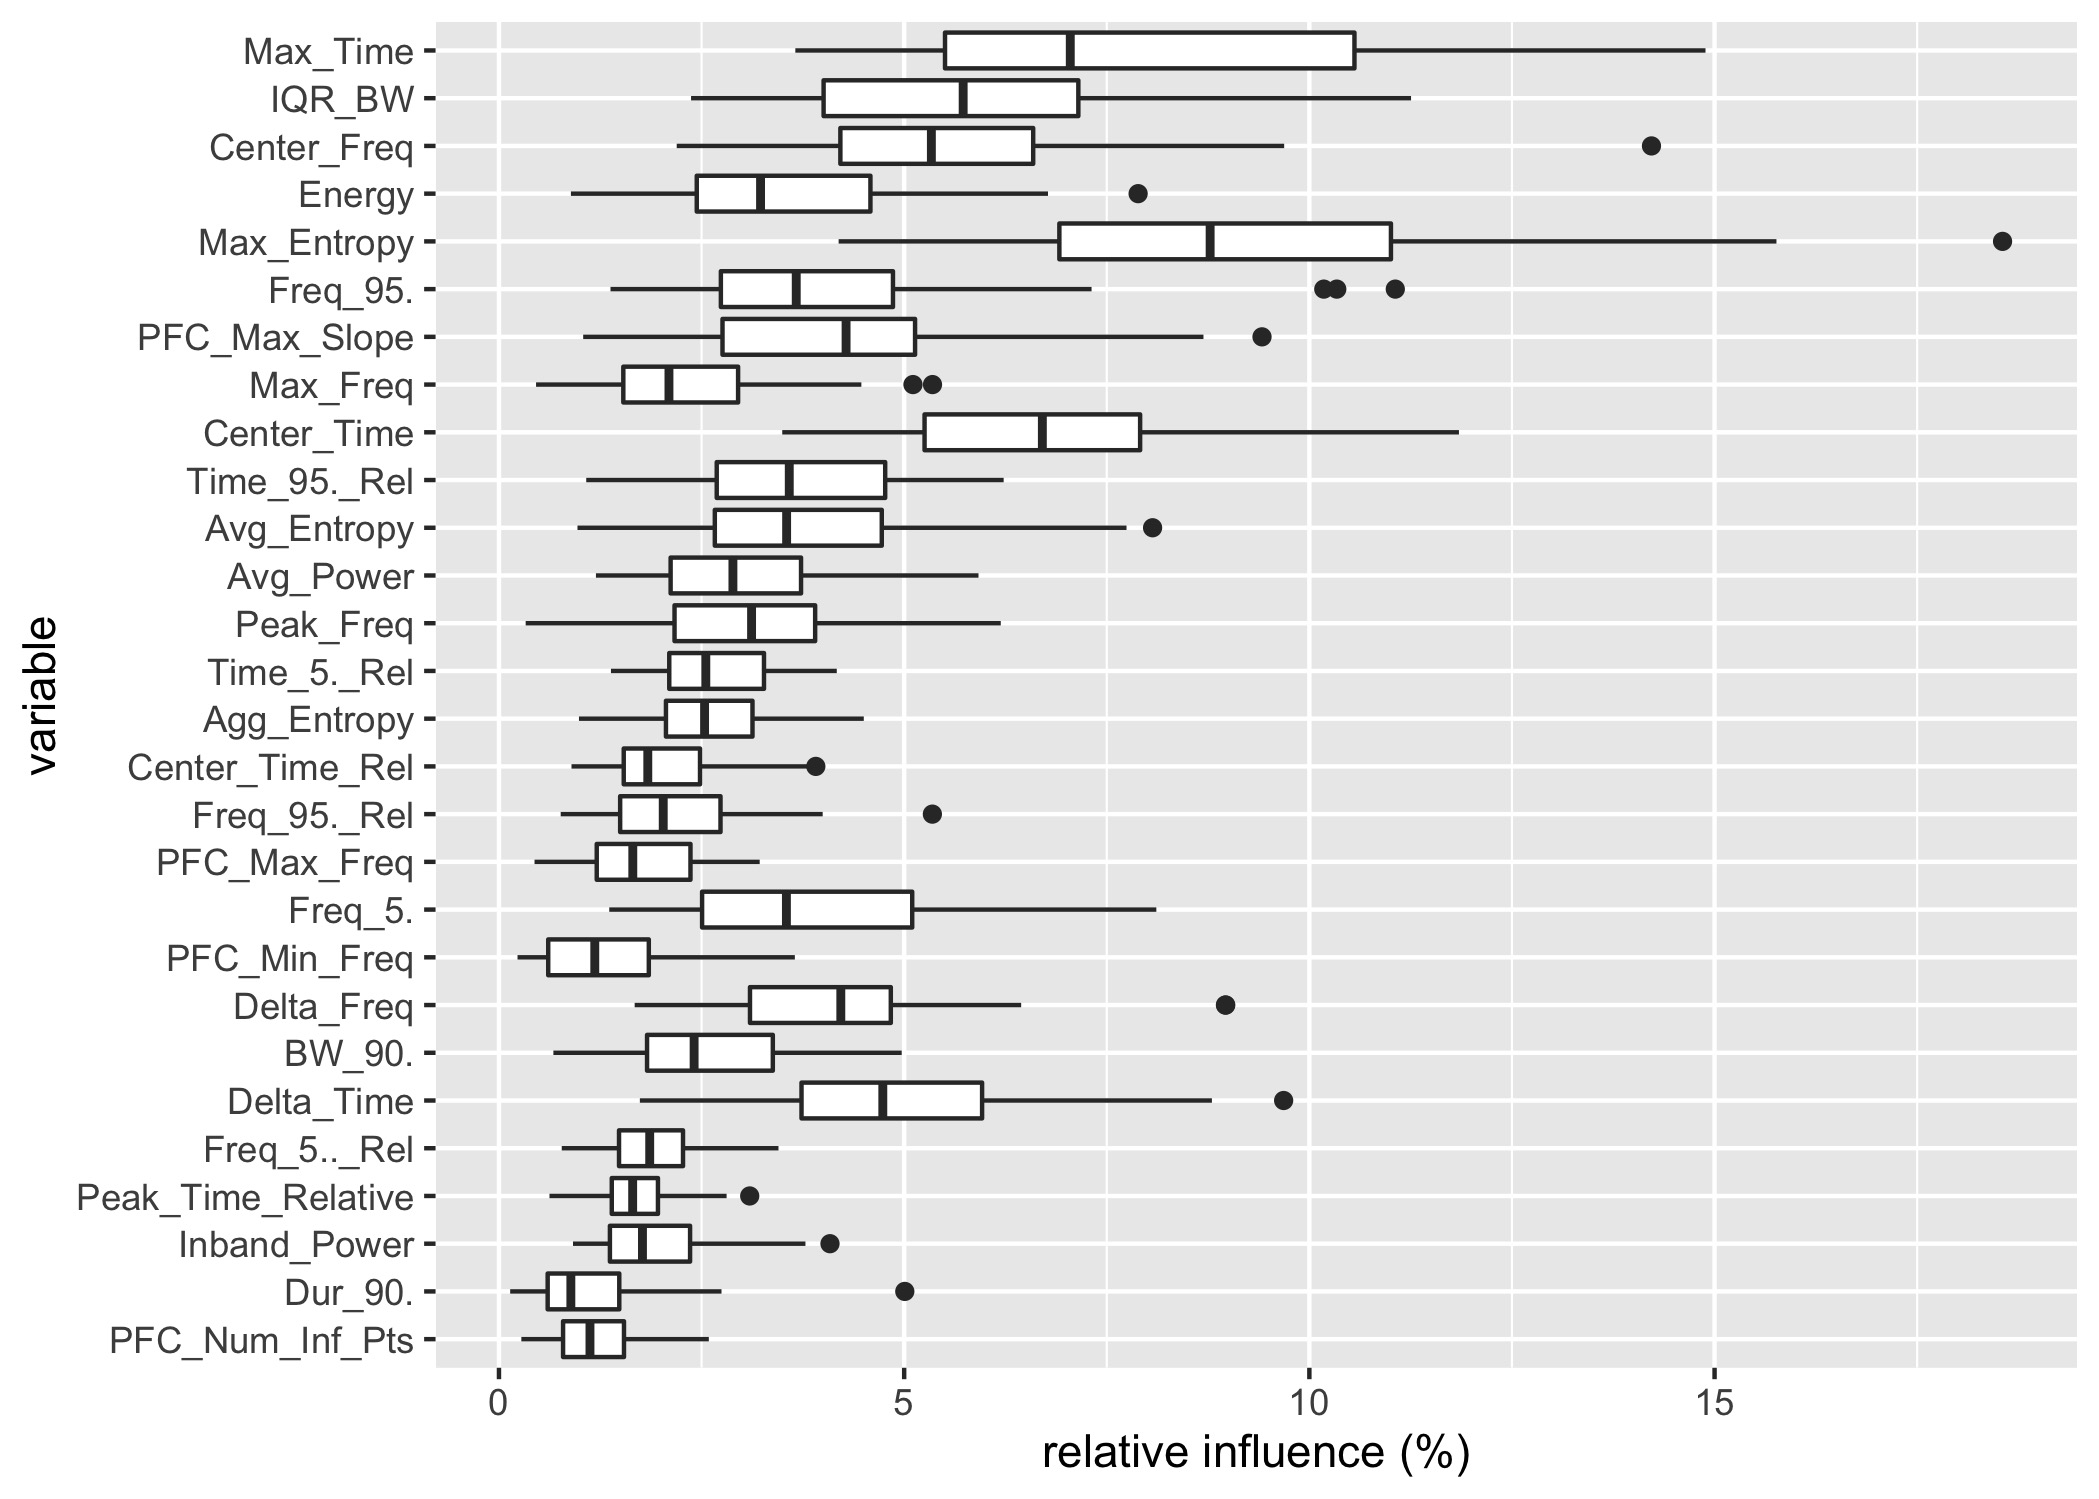 Max_Time
IQR_BW
Center_Freq
Energy
Max_Entropy
Freq_95.
PFC_Max_Slope
Max_Freq
Center_Time
Time_95._Rel
Avg_Entropy
Avg_Power
Peak_Freq
Time_5._Rel
Agg_Entropy
Center_Time_Rel
Freq_95._Rel
PFC_Max_Freq
Freq_5.
PFC_Min_Freq
Delta_Freq
BW_90.
Delta_Time
Freq_5.._Rel
Peak_Time_Relative
Inband_Power
Dur_90.
PFC_Num_Inf_Pts
variable
0 5 10 15
relative influence (%)